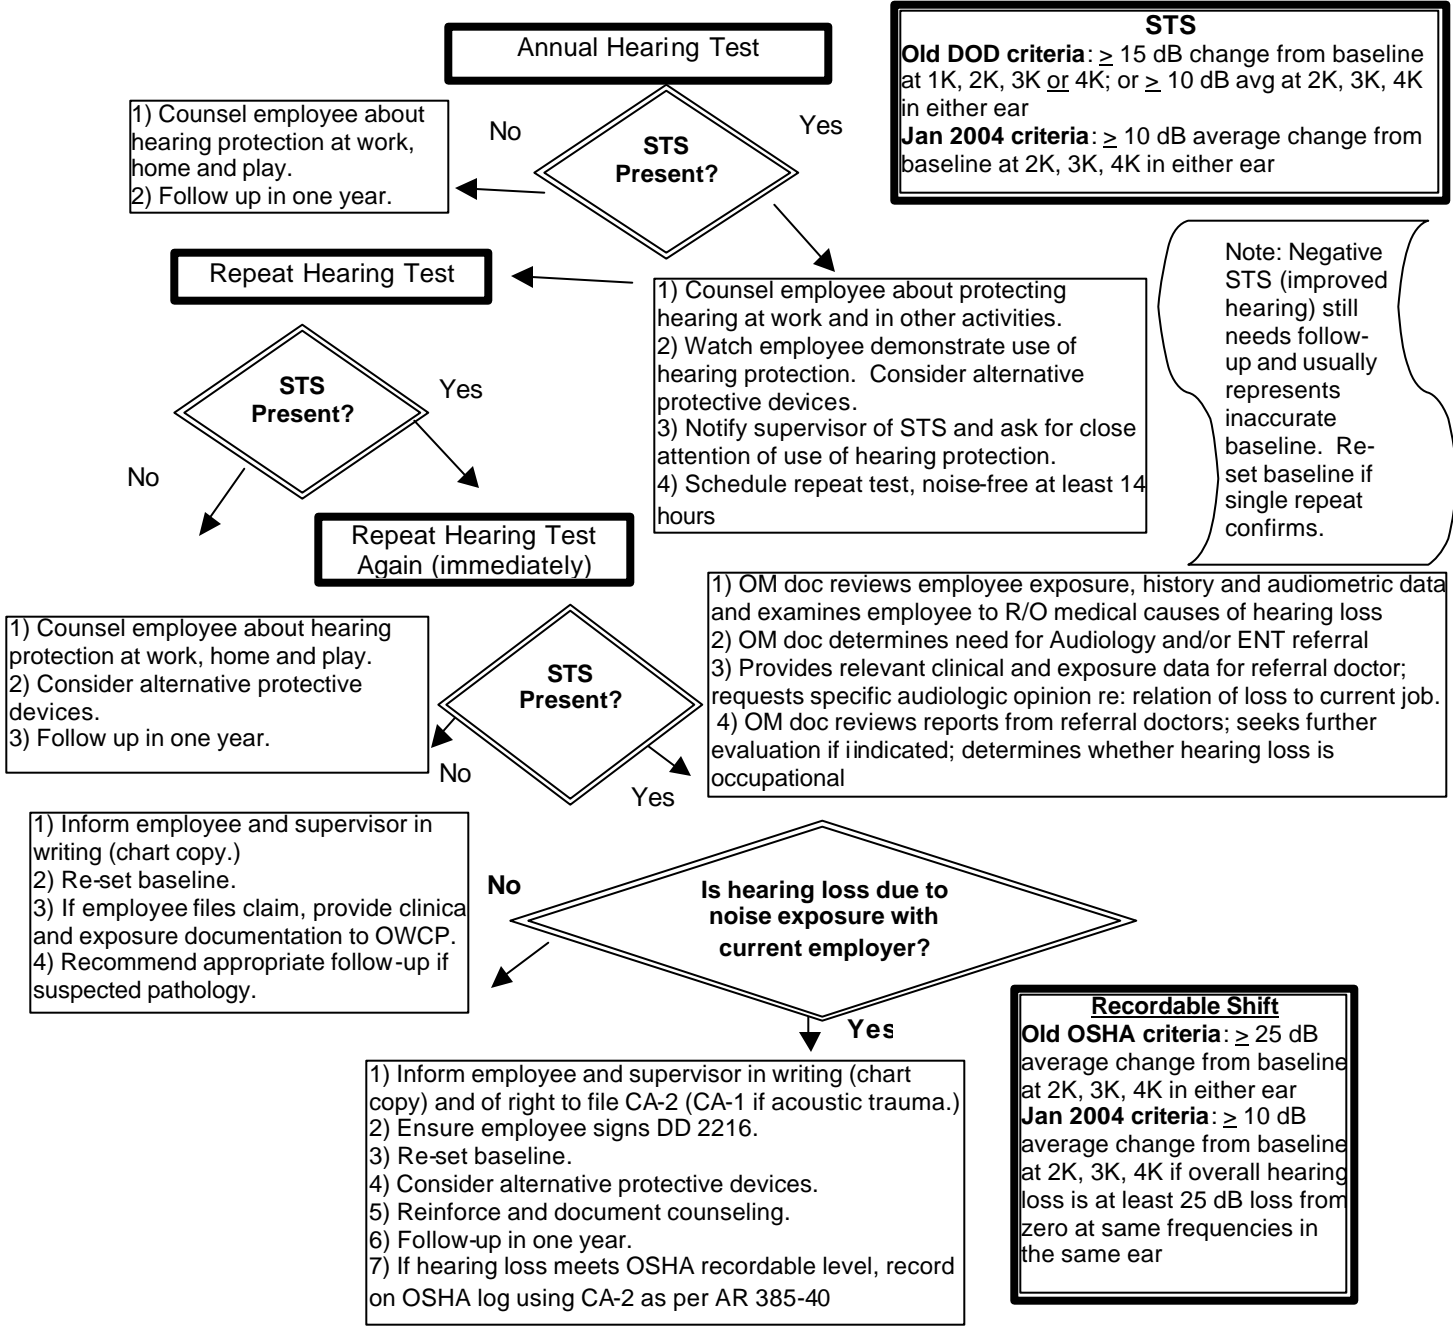 Annual Hearing Test
STS
Old DOD criteria: > 15 dB change from baseline
at 1K, 2K, 3K or 4K; or > 10 dB avg at 2K, 3K, 4K
in either ear
Jan 2004 criteria: > 10 dB average change from
baseline at 2K, 3K, 4K in either ear
1) Counsel employee about
hearing protection at work,
home and play.
2) Follow up in one year.
No
STS
Present?
Yes
Repeat Hearing Test
1) Counsel employee about protecting
hearing at work and in other activities.
2) Watch employee demonstrate use of
hearing protection. Consider alternative
protective devices.
3) Notify supervisor of STS and ask for close
attention of use of hearing protection.
4) Schedule repeat test, noise-free at least 14
hours
Note: Negative
STS (improved
hearing) still
needs follow-
up and usually
represents
inaccurate
baseline. Re-
set baseline if
single repeat
confirms.
STS
Present?
Yes
No
Repeat Hearing Test
Again (immediately)
1) Counsel employee about hearing
protection at work, home and play.
2) Consider alternative protective
devices.
3) Follow up in one year.
STS
Present?
No
Yes
1) OM doc reviews employee exposure, history and audiometric data
and examines employee to R/O medical causes of hearing loss
2) OM doc determines need for Audiology and/or ENT referral
3) Provides relevant clinical and exposure data for referral doctor;
requests specific audiologic opinion re: relation of loss to current job.
4) OM doc reviews reports from referral doctors; seeks further
evaluation if iindicated; determines whether hearing loss is
occupational
1) Inform employee and supervisor in
writing (chart copy.)
2) Re-set baseline.
3) If employee files claim, provide clinica
and exposure documentation to OWCP.
4) Recommend appropriate follow-up if
suspected pathology.
No
Is hearing loss due to
noise exposure with
current employer?
Yes
1) Inform employee and supervisor in writing (chart
copy) and of right to file CA-2 (CA-1 if acoustic trauma.)
2) Ensure employee signs DD 2216.
3) Re-set baseline.
4) Consider alternative protective devices.
5) Reinforce and document counseling.
6) Follow-up in one year.
7) If hearing loss meets OSHA recordable level, record
on OSHA log using CA-2 as per AR 385-40
Recordable Shift
Old OSHA criteria: > 25 dB
average change from baseline
at 2K, 3K, 4K in either ear
Jan 2004 criteria: > 10 dB
average change from baseline
at 2K, 3K, 4K if overall hearing
loss is at least 25 dB loss from
zero at same frequencies in
the same ear